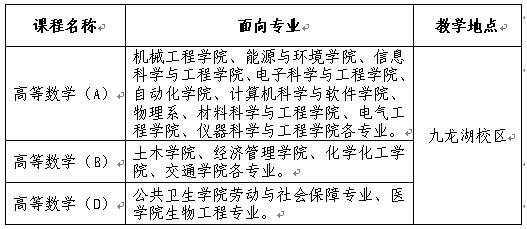 课程名称 面向专业 教学地点
机械工程学院、能源与环境学院、信息
科学与工程学院、电子科学与工程学院、
高等数学（A） 自动化学院、计算机科学与软件学院、
物理系、材料科学与工程学院、电气工
程学院、仪器科学与工程学院各专业。
九龙湖校区
高等数学（B） 土木学院、经济管理学院、化学化工学
院、交通学院各专业。
高等数学（D） 公共卫生学院劳动与社会保障专业、医
学院生物工程专业。